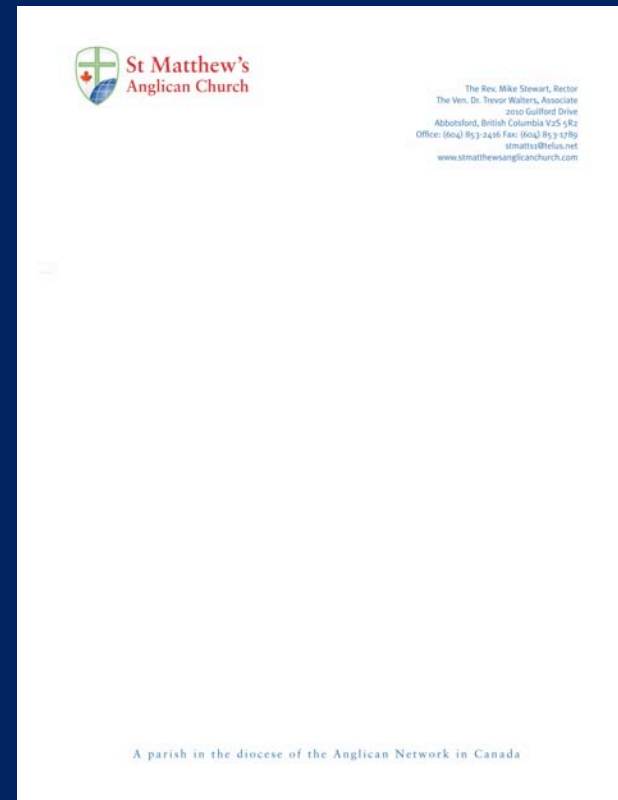 St Matthew's
Anglican Church
The Rev. Mike Stewart, Rector
The Ven. Dr. Trevor Walters, Associate
2010 Guilford Drive
Abbotsford, British Columbia V2S 5R2
Office: (604) 853-2416 Fax: (604) 853-1789
stmatts1@telus.net
www.stmatthewsanglicanchurch.com
A parish in the diocese of the Anglican Network in Canada